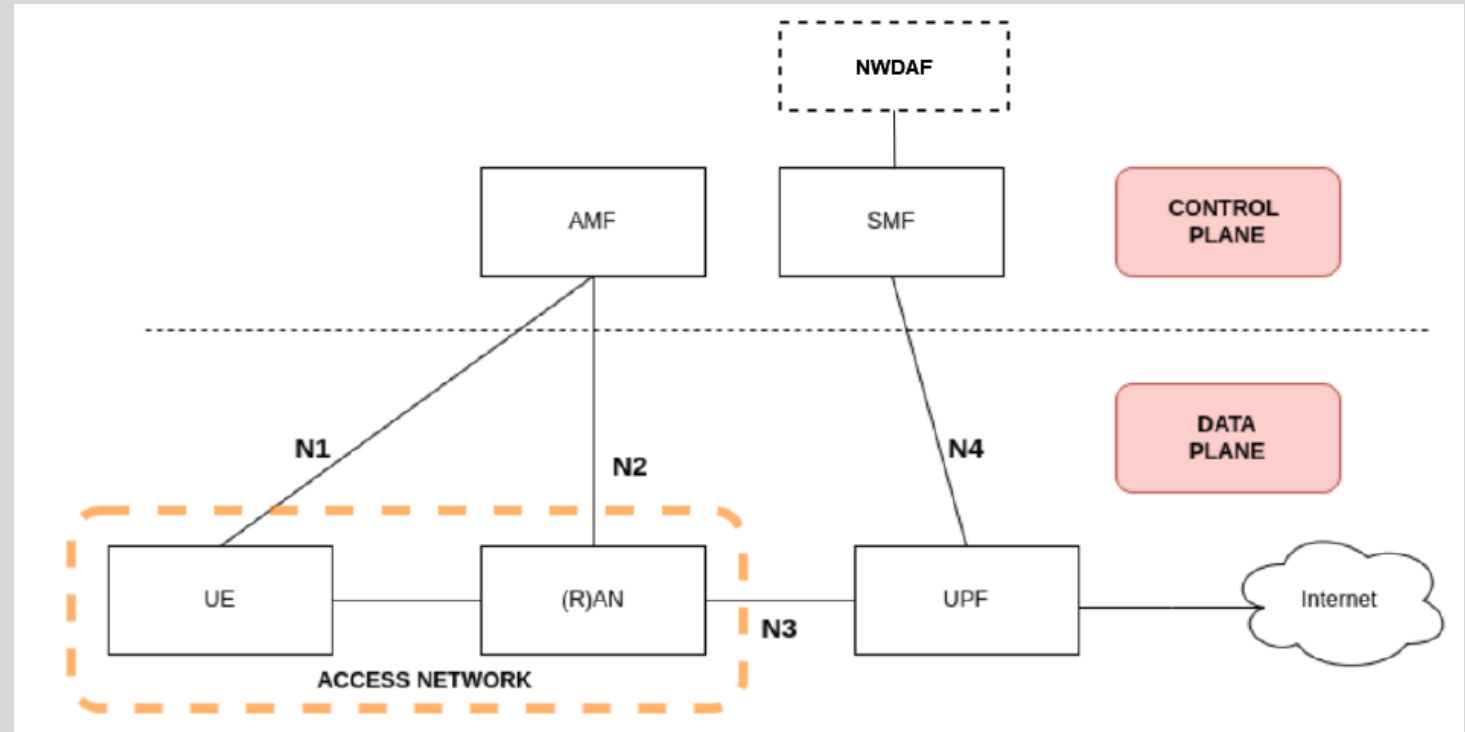 NWDAF
AMF
SMF
CONTROL
PLANE
N1
N2
N4
DATA
PLANE
UE
(R)AN
N3
UPF
Internet
ACCESS NETWORK